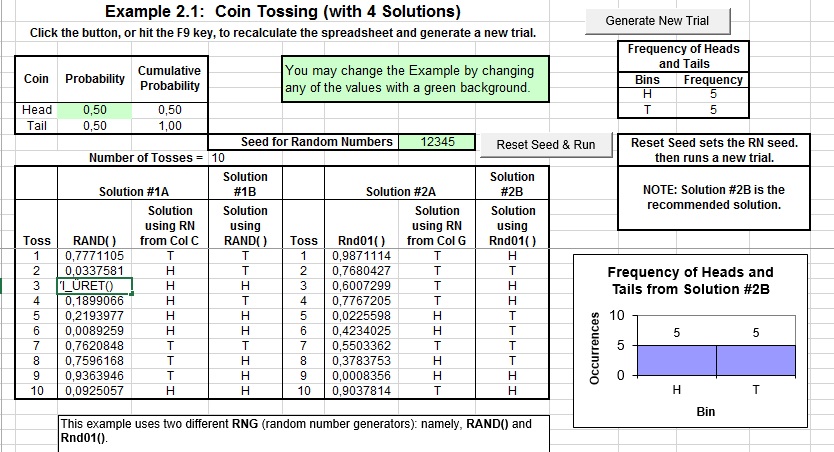 Example 2.1: Coin Tossing (with 4 Solutions)
Click the button, or hit the F9 key, to recalculate the spreadsheet and generate a new trial.
Generate New Trial
Coin Probability Cumulative Probability
Head 0,50 0,50
Tail 0,50 1,00
You may change the Example by changing
any of the values with a green background.
Frequency of Heads
and Tails
Bins Frequency
H 5
T 5
Seed for Random Numbers 12345
Reset Seed & Run
Reset Seed sets the RN seed.
then runs a new trial.
NOTE: Solution #2B is the
recommended solution.
Number of Tosses = 10
Solution #1A Solution #1B Solution #2A Solution #2B
Toss RAND( ) Solution using RN from Col C Solution using RAND( ) Toss Rnd01( ) Solution using RN from Col G Solution using Rnd01( )
1 0,7771105 T T 1 0,9871114 T H
2 0,0337581 H T 2 0,7680427 T T
3 İ_ÜRET() H H 3 0,6007299 T H
4 0,1899066 H T 4 0,7767205 T H
5 0,2193977 H H 5 0,0225598 H T
6 0,0089259 H H 6 0,4234025 H T
7 0,7620848 T T 7 0,5503362 T T
8 0,7596168 T H 8 0,3783753 H T
9 0,9363946 T H 9 0,0008356 H H
10 0,0925057 H H 10 0,9037814 T H
Frequency of Heads and
Tails from Solution #2B
Occurrences
10
5
0
5 5
H T
Bin
This example uses two different RNG (random number generators): namely, RAND() and
Rnd01().